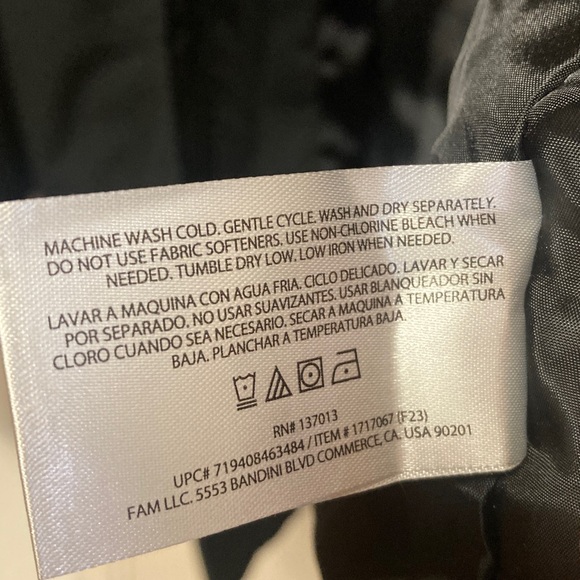 MACHINE WASH COLD. GENTLE CYCLE. WASH AND DRY SEPARATELY.
DO NOT USE FABRIC SOFTENERS. USE NON-CHLORINE BLEACH WHEN
NEEDED. TUMBLE DRY LOW, LOW IRON WHEN NEEDED.
LAVAR A MAQUINA CON AGUA FRIA. CICLO DELICADO. LAVAR Y SECAR
POR SEPARADO. NO USAR SUAVIZANTES. USAR BLANQUEADOR SIN
CLORO CUANDO SEA NECESARIO. SECAR A MAQUINA A TEMPERATURA
BAJA. PLANCHAR A TEMPERATURA BAJA.
RN# 137013
UPC# 719408463484 / ITEM # 1717067 (F23)
FAM LLC. 5553 BANDINI BLVD COMMERCE, CA. USA 90201